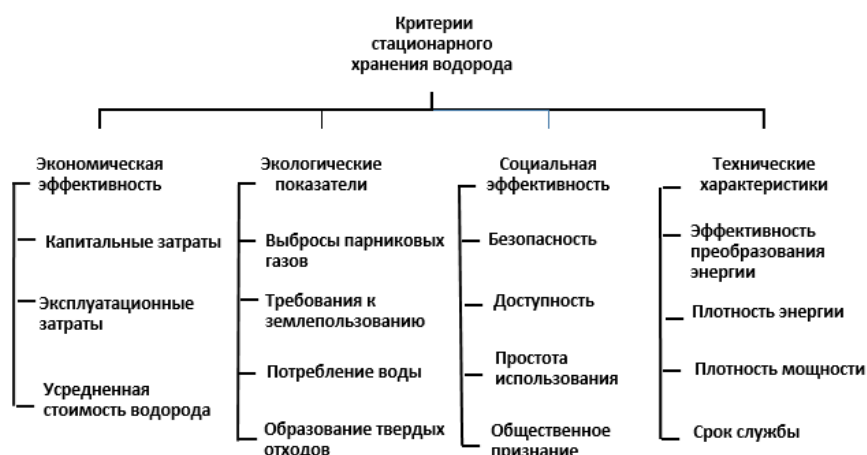 Критерии
стационарного
хранения водорода
Экономическая
эффективность
Капитальные затраты
Эксплуатационные
затраты
Усредненная
стоимость водорода
Экологические
показатели
Выбросы парниковых
газов
Требования к
землепользованию
Потребление воды
Образование твердых
отходов
Социальная
эффективность
Безопасность
Доступность
Простота
использования
Общественное
признание
Технические
характеристики
Эффективность
преобразования
энергии
Плотность энергии
Плотность мощности
Срок службы